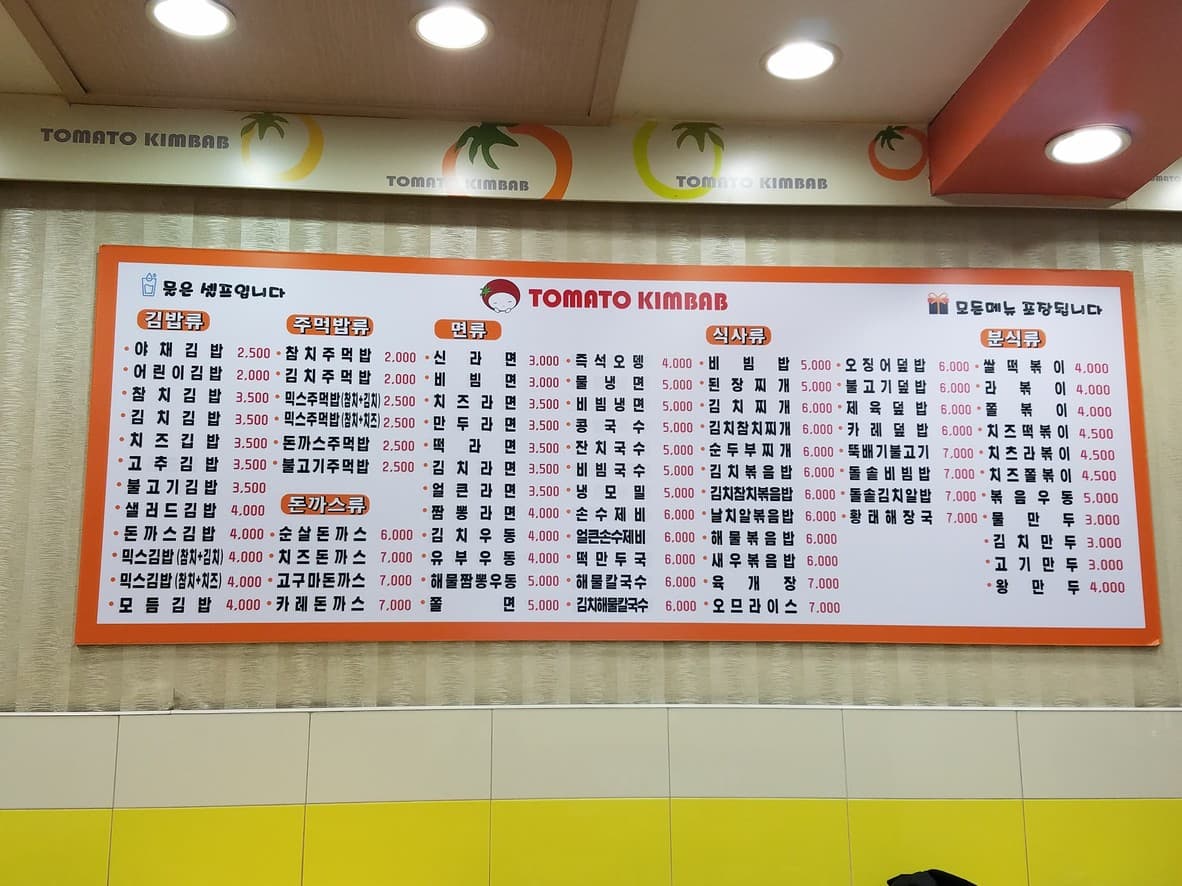 TOMATO KIMBAB
TOMATO KIMBAB
TOMATO KIMBAB
TOMATO
물은 셒프입니다
TOMATO KIMBAB
모든메뉴 포장됩니다
김밥류
야채김밥 2.500
어린이김밥 2.000
참치김밥 3.500
김치김밥 3.500
치즈김밥 3.500
고추김밥 3.500
불고기김밥 3.500
샐러드김밥 4.000
돈까스김밥 4.000
믹스김밥(참치+김치) 4.000
믹스김밥(참치+치즈) 4.000
모듬김밥 4.000
주먹밥류
참치주먹밥 2.000
김치주먹밥 2.000
믹스주먹밥(참치+김치) 2.500
믹스주먹밥(참치+치즈) 2.500
돈까스주먹밥 2.500
불고기주먹밥 2.500
돈까스류
순살돈까스 6.000
치즈돈까스 7.000
고구마돈까스 7.000
카레돈까스 7.000
면류
신라면 3.000
비빔면 3.000
치즈라면 3.500
만두라면 3.500
떡라면 3.500
김치라면 3.500
얼큰라면 3.500
짬뽕라면 3.500
김치우동 4.000
유부우동 4.000
해물짬뽕우동 5.000
쫄면 5.000
즉석오뎅 4.000
물냉면 5.000
비빔냉면 5.000
콩국수 5.000
잔치국수 5.000
비빔국수 5.000
냉모밀 5.000
손수제비 6.000
얼큰손수제비 6.000
떡만두국 6.000
해물칼국수 6.000
김치해물칼국수 6.000
식사류
비빔밥 5.000
된장찌개 5.000
김치찌개 6.000
김치참치찌개 6.000
순두부찌개 6.000
김치볶음밥 6.000
김치참치볶음밥 6.000
날치알볶음밥 6.000
해물볶음밥 6.000
새우볶음밥 6.000
육개장 7.000
오므라이스 7.000
오징어덮밥 6.000
불고기덮밥 6.000
제육덮밥 6.000
카레덮밥 6.000
뚝배기불고기 7.000
돌솥비빔밥 7.000
돌솥김치알밥 7.000
황태해장국 7.000
분식류
쌀떡볶이 4.000
라볶이 4.000
쫄볶이 4.000
치즈떡볶이 4.500
치즈라볶이 4.500
치즈쫄볶이 4.500
볶음우동 5.000
물만두 3.000
김치만두 3.000
고기만두 3.000
왕만두 4.000